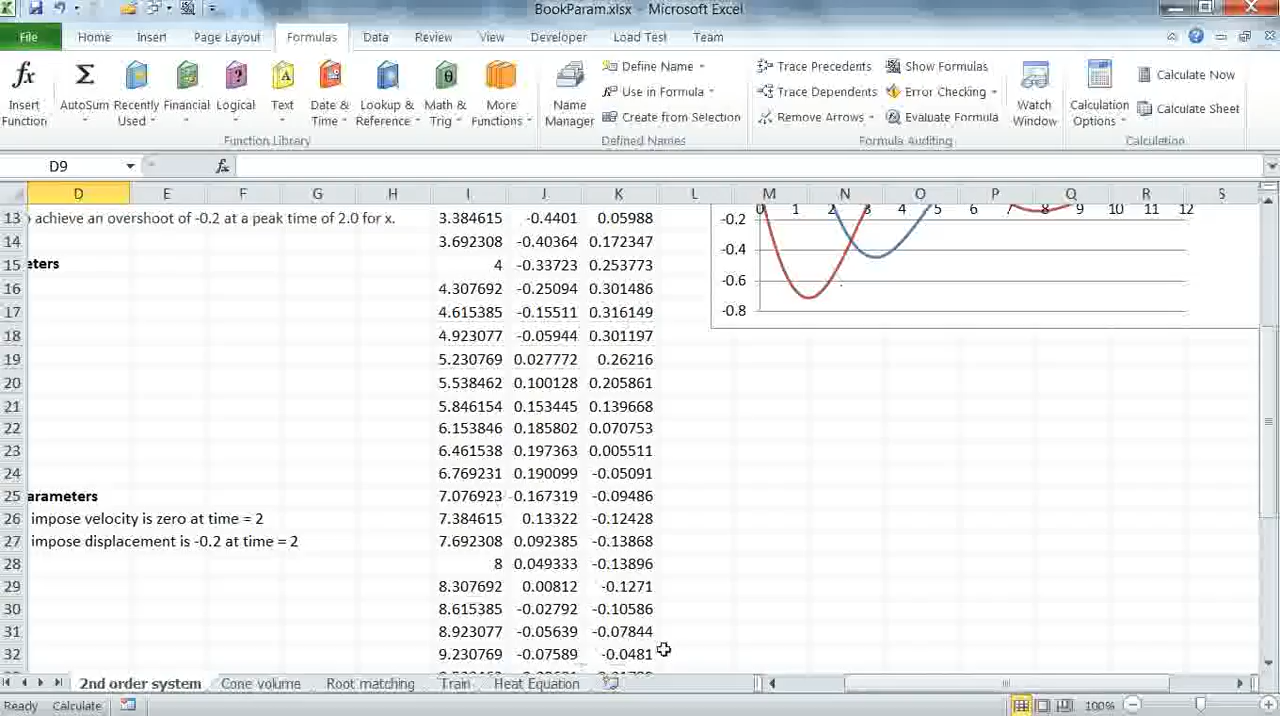 BookParam.xlsx - Microsoft Excel
File Home Insert Page Layout Formulas Data Review View Developer Load Test Team
Insert Function
AutoSum
Recently Used
Financial
Logical
Text
Date & Time
Lookup & Reference
Math & Trig
More Functions
Function Library
Name Manager
Define Name
Use in Formula
Create from Selection
Defined Names
Trace Precedents
Trace Dependents
Remove Arrows
Show Formulas
Error Checking
Evaluate Formula
Formula Auditing
Watch Window
Calculation Options
Calculate Now
Calculate Sheet
Calculation
D9 fx
D E F G H I J K L M N O P Q R S
13 achieve an overshoot of -0.2 at a peak time of 2.0 for x. 3.384615 -0.4401 0.05988
14 3.692308 -0.40364 0.172347
15 eters 4 -0.33723 0.253773
16 4.307692 -0.25094 0.301486
17 4.615385 -0.15511 0.316149
18 4.923077 -0.05944 0.301197
19 5.230769 0.027772 0.26216
20 5.538462 0.100128 0.205861
21 5.846154 0.153445 0.139668
22 6.153846 0.185802 0.070753
23 6.461538 0.197363 0.005511
24 6.769231 0.190099 -0.05091
25 arameters 7.076923 0.167319 -0.09486
26 impose velocity is zero at time = 2 7.384615 0.13322 -0.12428
27 impose displacement is -0.2 at time = 2 7.692308 0.092385 -0.13868
28 8 0.049333 -0.13896
29 8.307692 0.00812 -0.1271
30 8.615385 -0.02792 -0.10586
31 8.923077 -0.05639 -0.07844
32 9.230769 -0.07589 -0.0481
0 1 2 3 4 5 6 7 8 9 10 11 12
-0.2
-0.4
-0.6
-0.8
2nd order system Cone volume Root matching Train Heat Equation
Ready Calculate 100%